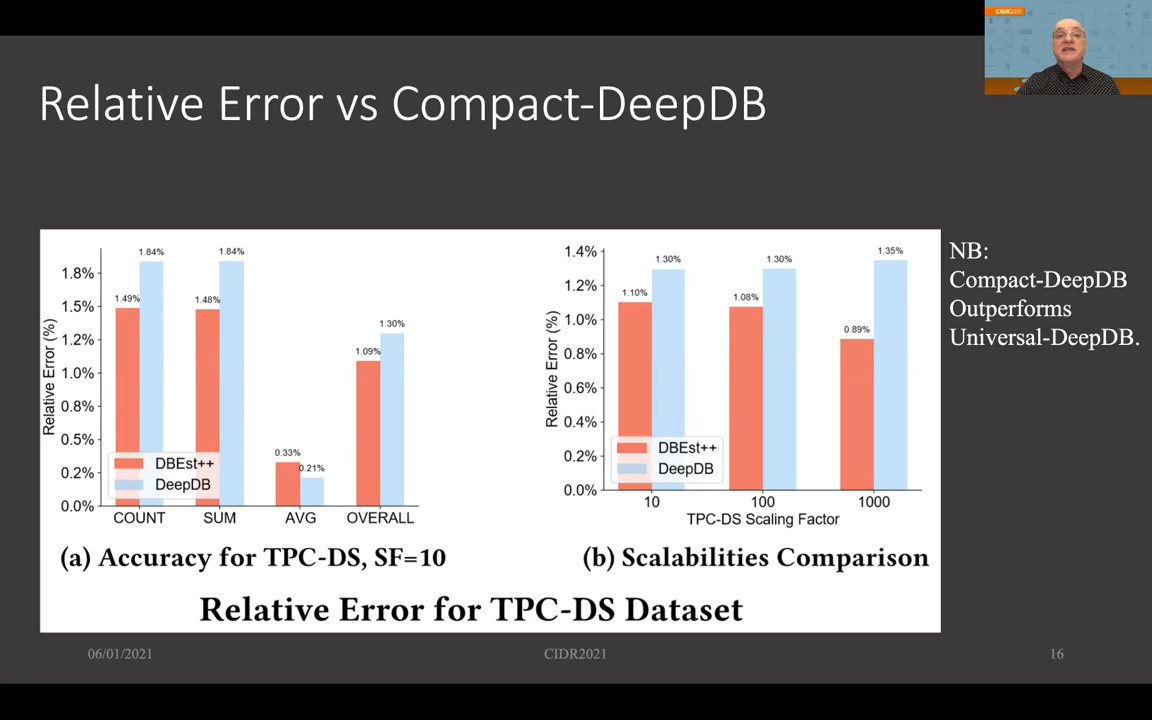 CIDR2021
Relative Error vs Compact-DeepDB
Relative Error (%)
1.8%
1.5%
1.2%
1.0%
0.8%
0.5%
0.2%
0.0%
1.49%
1.84%
1.48%
1.84%
0.33%
0.21%
1.09%
1.30%
DBEst++
DeepDB
COUNT
SUM
AVG
OVERALL
(a) Accuracy for TPC-DS, SF=10
Relative Error (%)
1.4%
1.2%
1.0%
0.8%
0.6%
0.4%
0.2%
0.0%
1.10%
1.30%
1.08%
1.30%
0.89%
1.35%
DBEst++
DeepDB
10
100
1000
TPC-DS Scaling Factor
(b) Scalabilities Comparison
Relative Error for TPC-DS Dataset
NB:
Compact-DeepDB
Outperforms
Universal-DeepDB.
06/01/2021
CIDR2021
16